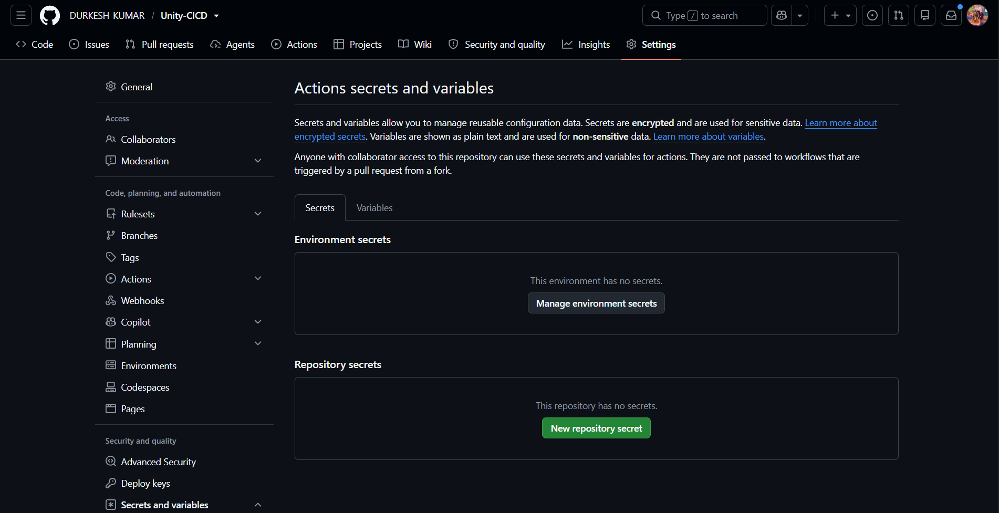 DURKESH-KUMAR / Unity-CICD
Type / to search
Code
Issues
Pull requests
Agents
Actions
Projects
Wiki
Security and quality
Insights
Settings
General
Access
Collaborators
Moderation
Code, planning, and automation
Rulesets
Branches
Tags
Actions
Webhooks
Copilot
Planning
Environments
Codespaces
Pages
Security and quality
Advanced Security
Deploy keys
Secrets and variables
Actions secrets and variables
Secrets and variables allow you to manage reusable configuration data. Secrets are encrypted and are used for sensitive data. Learn more about
encrypted secrets. Variables are shown as plain text and are used for non-sensitive data. Learn more about variables.
Anyone with collaborator access to this repository can use these secrets and variables for actions. They are not passed to workflows that are
triggered by a pull request from a fork.
Secrets
Variables
Environment secrets
This environment has no secrets.
Manage environment secrets
Repository secrets
This repository has no secrets.
New repository secret